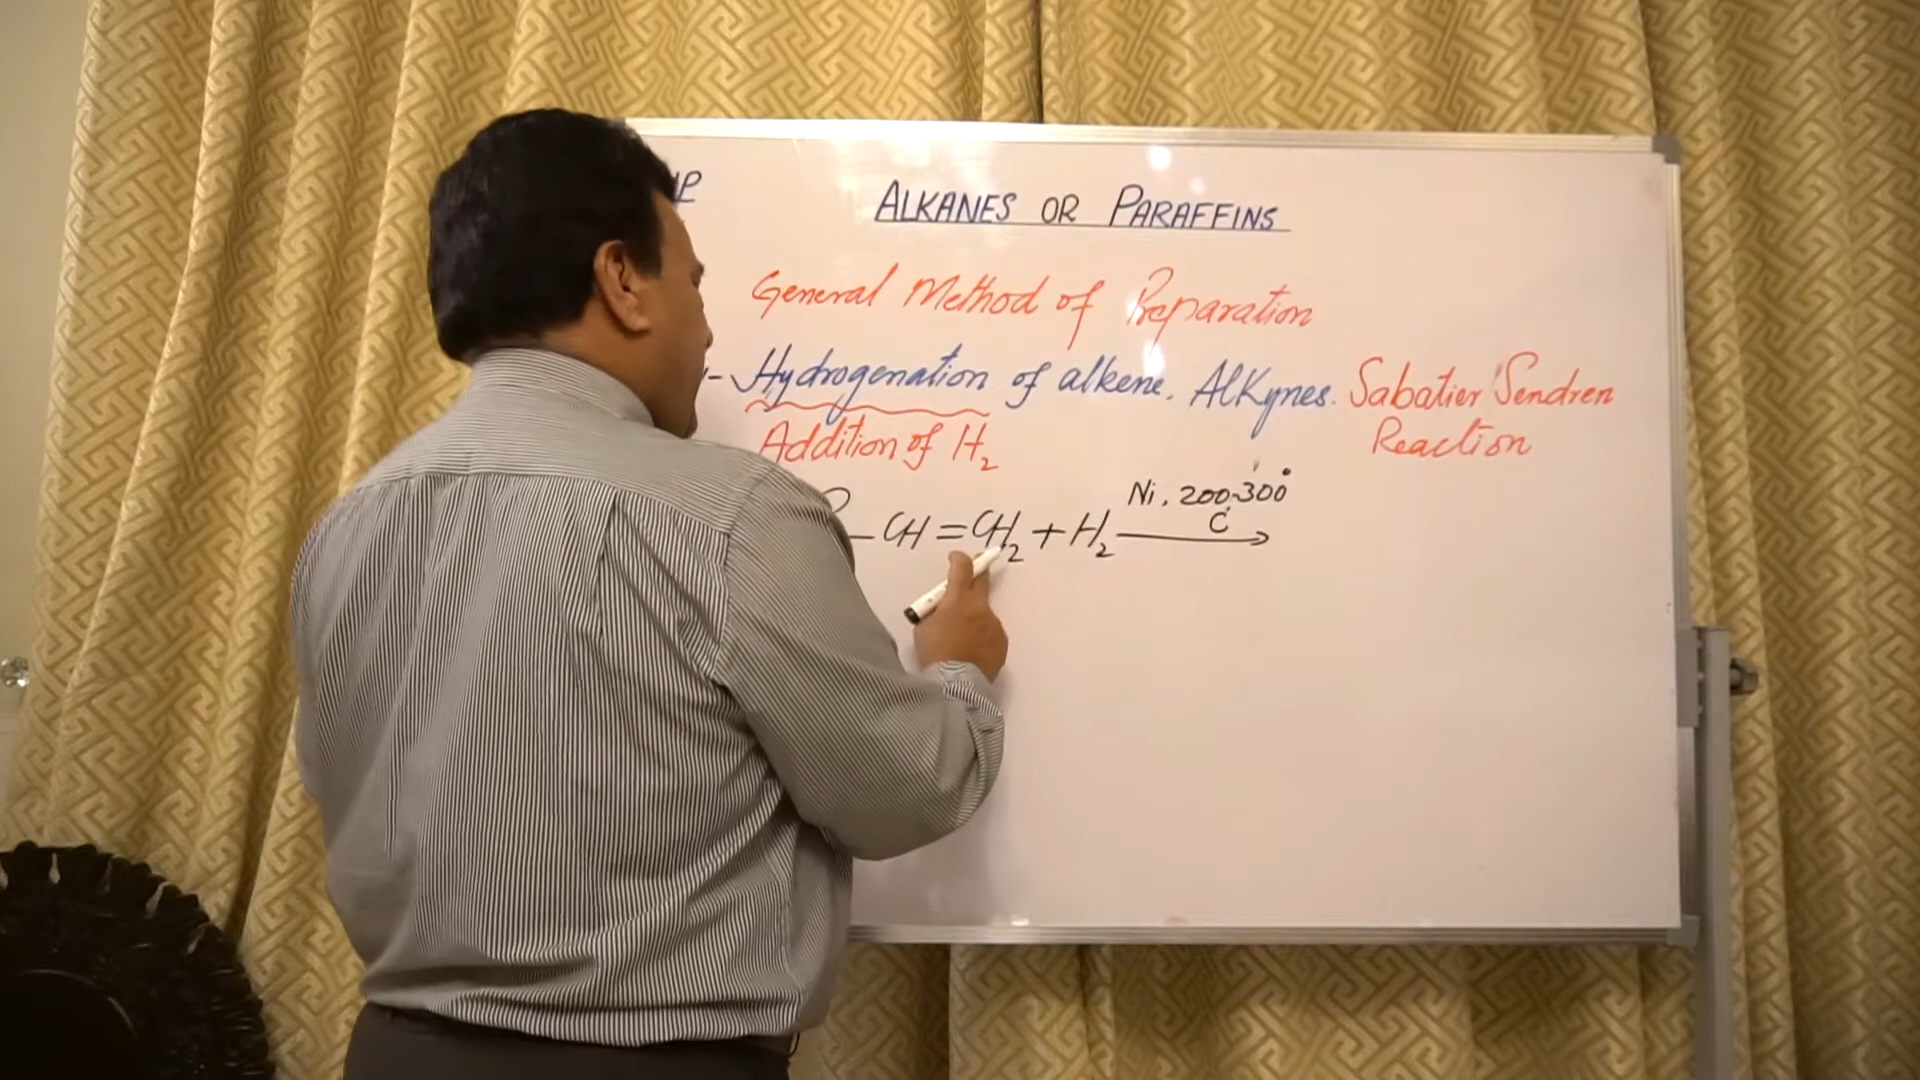 ALKANES OR PARAFFINS
General Method of Preparation
- Hydrogenation of alkene. Alkynes. Sabatier Sendren
Addition of H₂ Reaction
Ni. 200-300°
C
—CH=CH₂ + H₂ ⟶